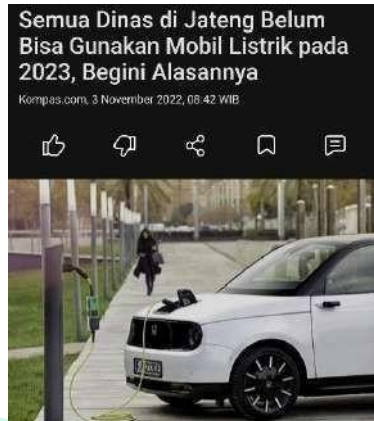 Semua Dinas di Jateng Belum
Bisa Gunakan Mobil Listrik pada
2023, Begini Alasannya
Kompas.com, 3 November 2022, 08:42 WIB